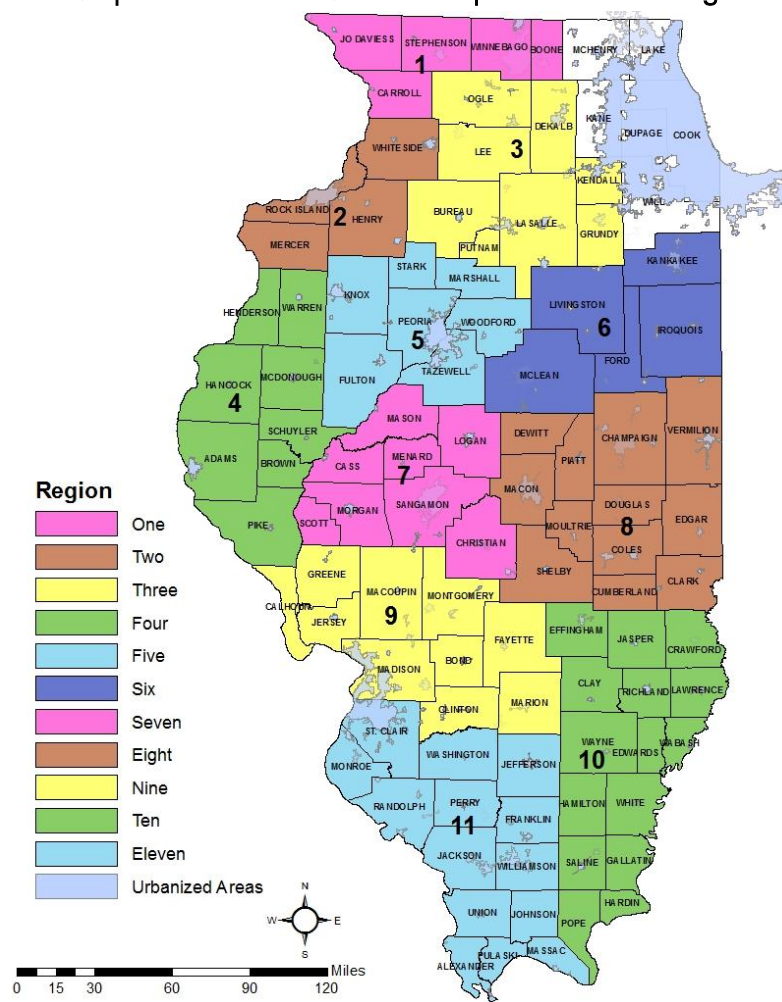 JO DAVIESS
STEPHENSON
WINNEBAGO
BOONE
MCHENRY
LAKE
1
CARROLL
OGLE
DEKALB
KANE
DUPAGE
COOK
WHITESIDE
LEE
3
KENDALL
WILL
ROCK ISLAND
2
HENRY
BUREAU
LASALLE
PUTNAM
GRUNDY
MERCER
KANKAKEE
STARK
MARSHALL
KNOX
HENDERSON
WARREN
PEORIA
WOODFORD
LIVINGSTON
6
IROQUOIS
5
FORD
TAZEWELL
MCLEAN
FULTON
HANCOCK
MCDONOUGH
4
MASON
LOGAN
DEWITT
CHAMPAIGN
VERMILION
SCHUYLER
ADAMS
BROWN
CASS
MENARD
7
PIATT
MACON
SANGAMON
MORGAN
SCOTT
DOUGLAS
MOULTRIE
8
EDGAR
PIKE
CHRISTIAN
COLES
SHELBY
CLARK
CUMBERLAND
GREENE
MACOUPIN
MONTGOMERY
CALHOUN
JERSEY
9
FAYETTE
EFFINGHAM
JASPER
CRAWFORD
MADISON
BOND
CLAY
RICHLAND
LAWRENCE
MARION
CLINTON
ST. CLAIR
WASHINGTON
JEFFERSON
WAYNE
EDWARDS
WABASH
10
MONROE
RANDOLPH
PERRY
11
FRANKLIN
HAMILTON
WHITE
JACKSON
WILLIAMSON
SALINE
GALLATIN
UNION
JOHNSON
POPE
HARDIN
ALEXANDER
PULASKI
MASSAC
Region
One
Two
Three
Four
Five
Six
Seven
Eight
Nine
Ten
Eleven
Urbanized Areas
N
W
E
S
Miles
0 15 30 60 90 120